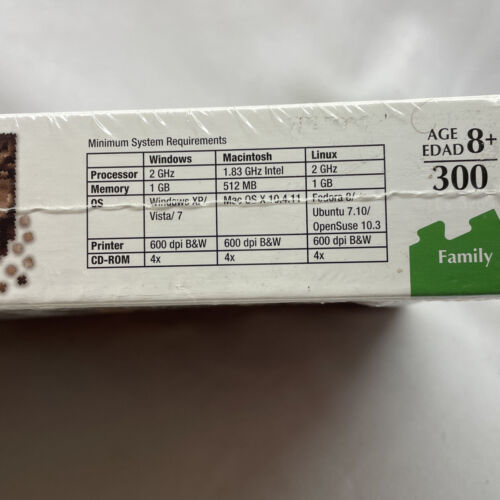 Minimum System Requirements
Windows Macintosh Linux
Processor 2 GHz 1.83 GHz Intel 2 GHz
Memory 1 GB 512 MB 1 GB
OS Windows XP/ Mac OS X 10.4.11 Fedora 8/
Vista/ 7 Ubuntu 7.10/
OpenSuse 10.3
Printer 600 dpi B&W 600 dpi B&W 600 dpi B&W
CD-ROM 4x 4x 4x
AGE
EDAD 8+
300
Family